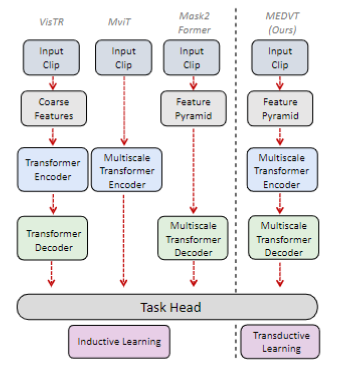 VisTR
MviT
Mask2
Former
MEDVT
(Ours)
Input
Clip
Input
Clip
Input
Clip
Input
Clip
Coarse
Features
Feature
Pyramid
Feature
Pyramid
Transformer
Encoder
Multiscale
Transformer
Encoder
Multiscale
Transformer
Encoder
Transformer
Decoder
Multiscale
Transformer
Decoder
Multiscale
Transformer
Decoder
Task Head
Inductive Learning
Transductive
Learning